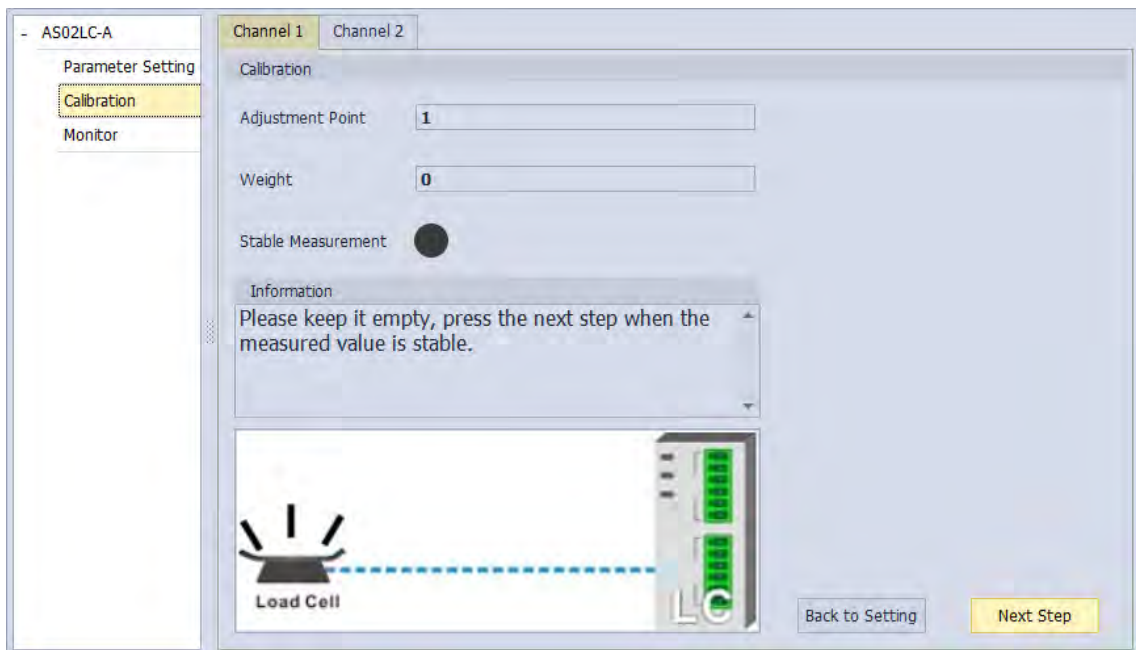 - AS02LC-A
Parameter Setting
Calibration
Monitor
Channel 1 Channel 2
Calibration
Adjustment Point 1
Weight 0
Stable Measurement
Information
Please keep it empty, press the next step when the
measured value is stable.
Load Cell
LC
Back to Setting Next Step